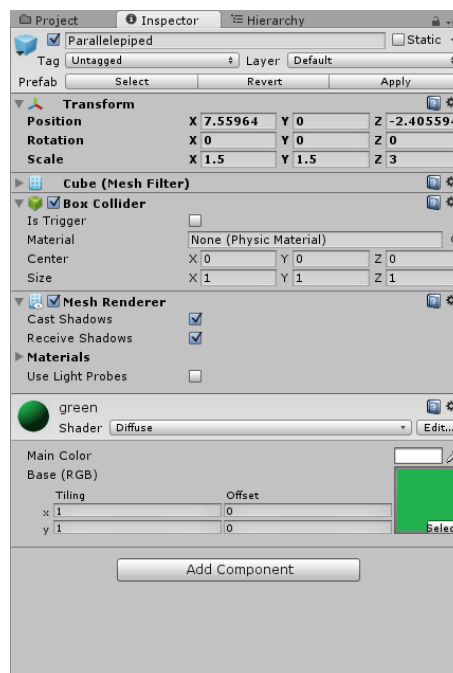 Project Inspector Hierarchy
Parallelepiped Static
Tag Untagged Layer Default
Prefab Select Revert Apply
Transform
Position X 7.55964 Y 0 Z -2.405594
Rotation X 0 Y 0 Z 0
Scale X 1.5 Y 1.5 Z 3
Cube (Mesh Filter)
Box Collider
Is Trigger
Material None (Physic Material)
Center X 0 Y 0 Z 0
Size X 1 Y 1 Z 1
Mesh Renderer
Cast Shadows
Receive Shadows
Materials
Use Light Probes
green
Shader Diffuse Edit...
Main Color
Base (RGB)
Tiling Offset
x 1 0
y 1 0 Selec
Add Component